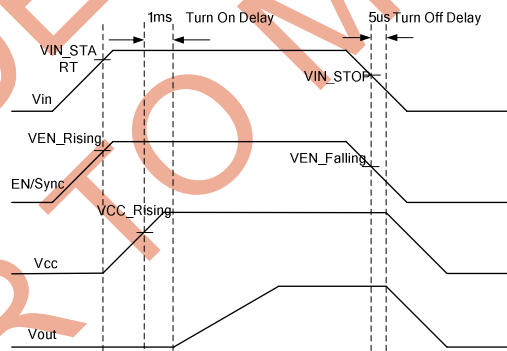 1ms Turn On Delay
5us Turn Off Delay
VIN_STA
RT
VIN_STOP
Vin
VEN_Rising
VEN_Falling
EN/Sync
VCC_Rising
Vcc
Vout